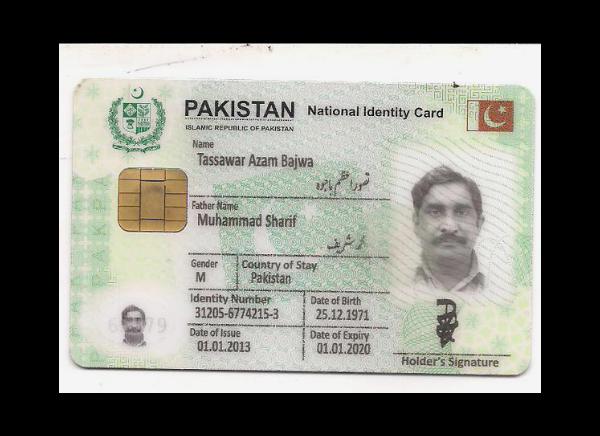 PAKISTAN National Identity Card
ISLAMIC REPUBLIC OF PAKISTAN
Name
Tassawar Azam Bajwa
تصور اعظم باجوہ
Father Name
Muhammad Sharif
محمد شریف
Gender Country of Stay
M Pakistan
Identity Number Date of Birth
31205-6774215-3 25.12.1971
Date of Issue Date of Expiry
01.01.2013 01.01.2020
Holder's Signature